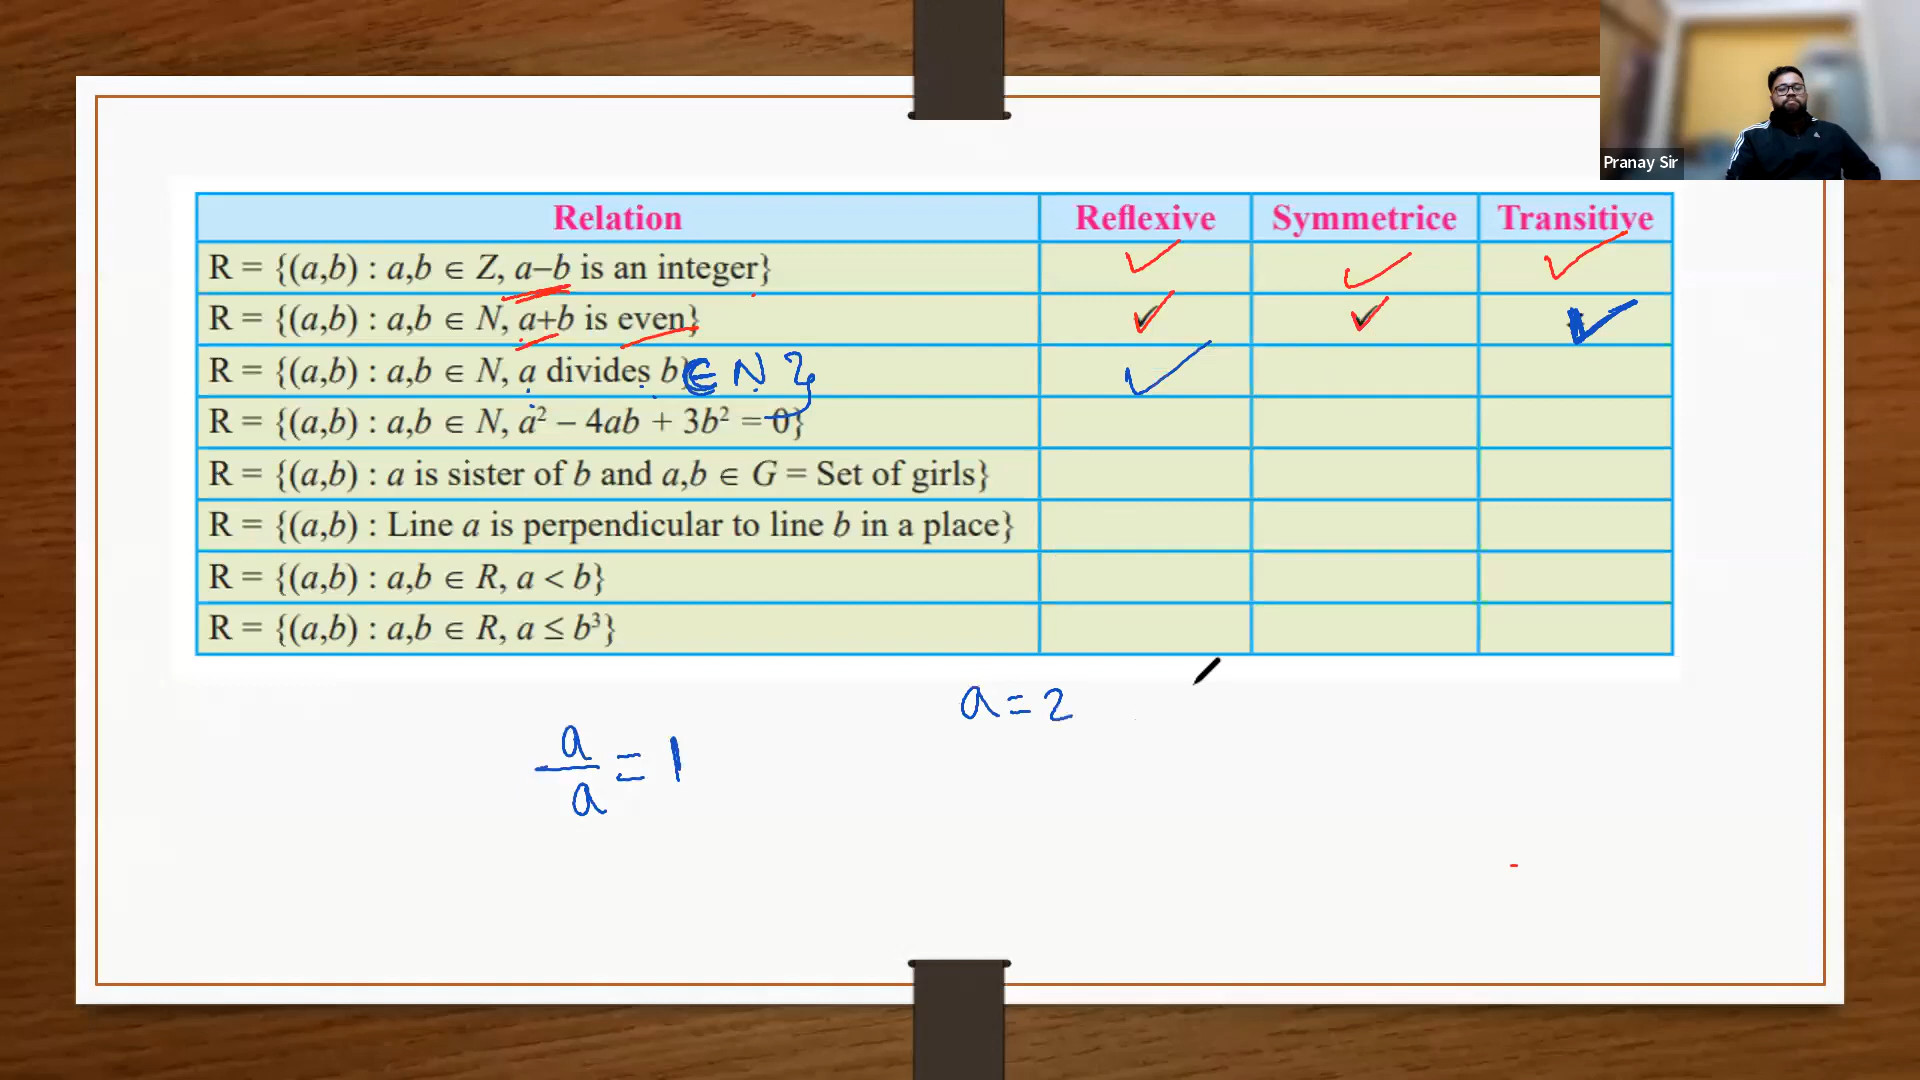 Pranay Sir
Relation Reflexive Symmetrice Transitive
R = {(a,b) : a,b ∈ Z, a–b is an integer} ✓ ✓ ✓
R = {(a,b) : a,b ∈ N, a+b is even} ✓ ✓ ✓
R = {(a,b) : a,b ∈ N, a divides b} ∈ N } ✓
R = {(a,b) : a,b ∈ N, a² – 4ab + 3b² = 0}
R = {(a,b) : a is sister of b and a,b ∈ G = Set of girls}
R = {(a,b) : Line a is perpendicular to line b in a place}
R = {(a,b) : a,b ∈ R, a < b}
R = {(a,b) : a,b ∈ R, a ≤ b³}
a = 2
a/a = 1